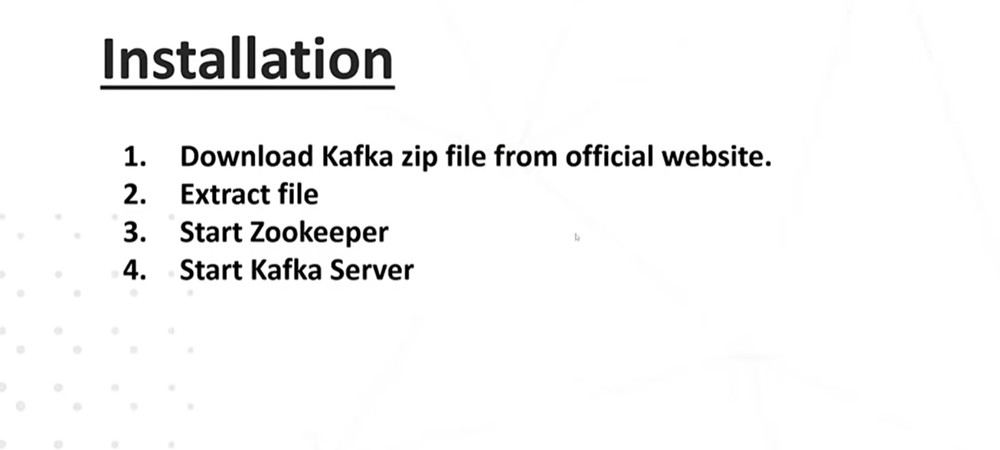 Installation
1. Download Kafka zip file from official website.
2. Extract file
3. Start Zookeeper
4. Start Kafka Server